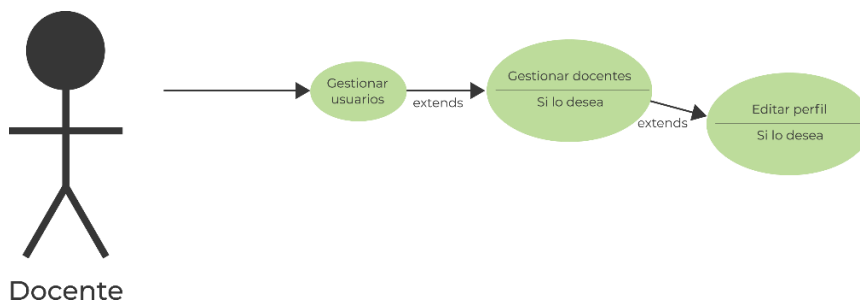 Gestionar
usuarios
extends
Gestionar docentes
Si lo desea
extends
Editar perfil
Si lo desea
Docente